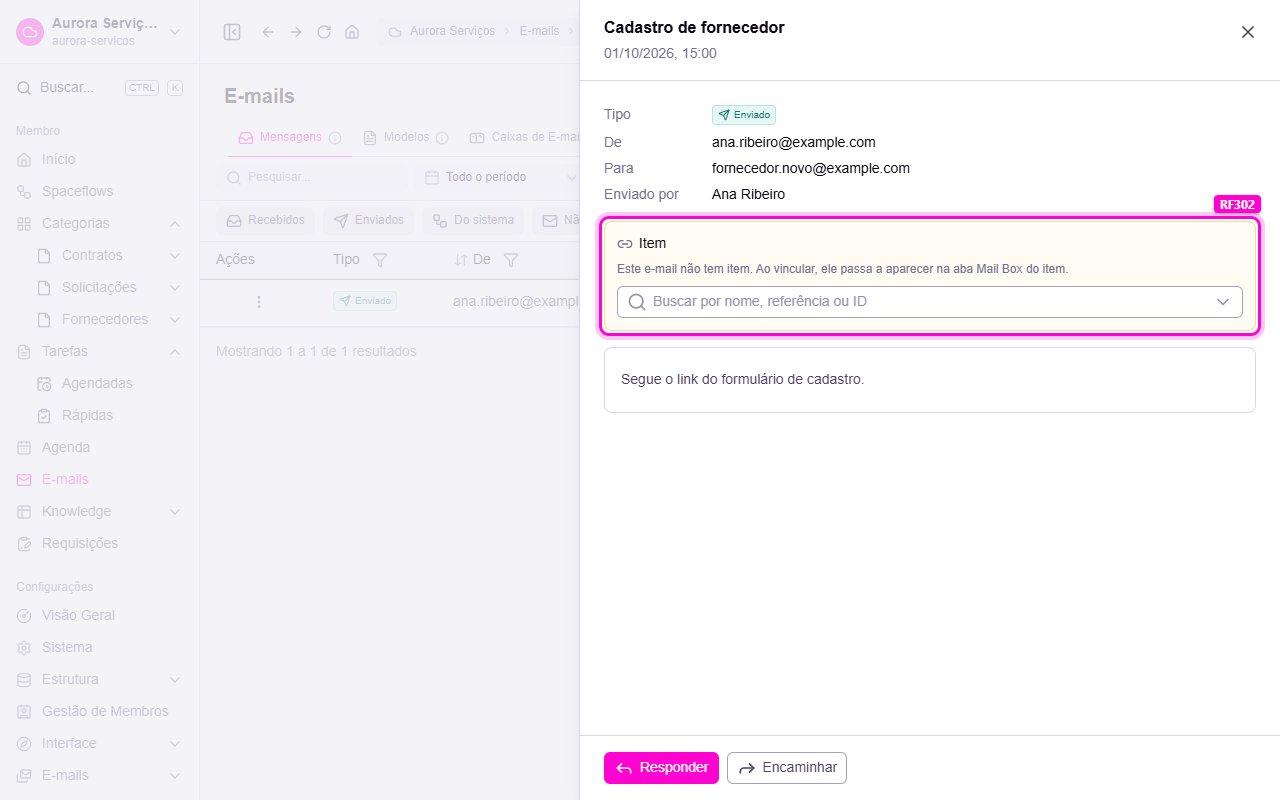 Aurora Serviç...
aurora-servicos
Buscar...
CTRL
K
Membro
Início
Spaceflows
Categorias
Contratos
Solicitações
Fornecedores
Tarefas
Agendadas
Rápidas
Agenda
E-mails
Knowledge
Requisições
Configurações
Visão Geral
Sistema
Estrutura
Gestão de Membros
Interface
E-mails
Aurora Serviços
E-mails
E-mails
Mensagens
Modelos
Caixas de E-mai
Pesquisar...
Todo o período
Recebidos
Enviados
Do sistema
Nã
Ações
Tipo
De
Enviado
ana.ribeiro@exampl
Mostrando 1 a 1 de 1 resultados
Cadastro de fornecedor
01/10/2026, 15:00
Tipo
Enviado
De
ana.ribeiro@example.com
Para
fornecedor.novo@example.com
Enviado por
Ana Ribeiro
RF302
Item
Este e-mail não tem item. Ao vincular, ele passa a aparecer na aba Mail Box do item.
Buscar por nome, referência ou ID
Segue o link do formulário de cadastro.
Responder
Encaminhar